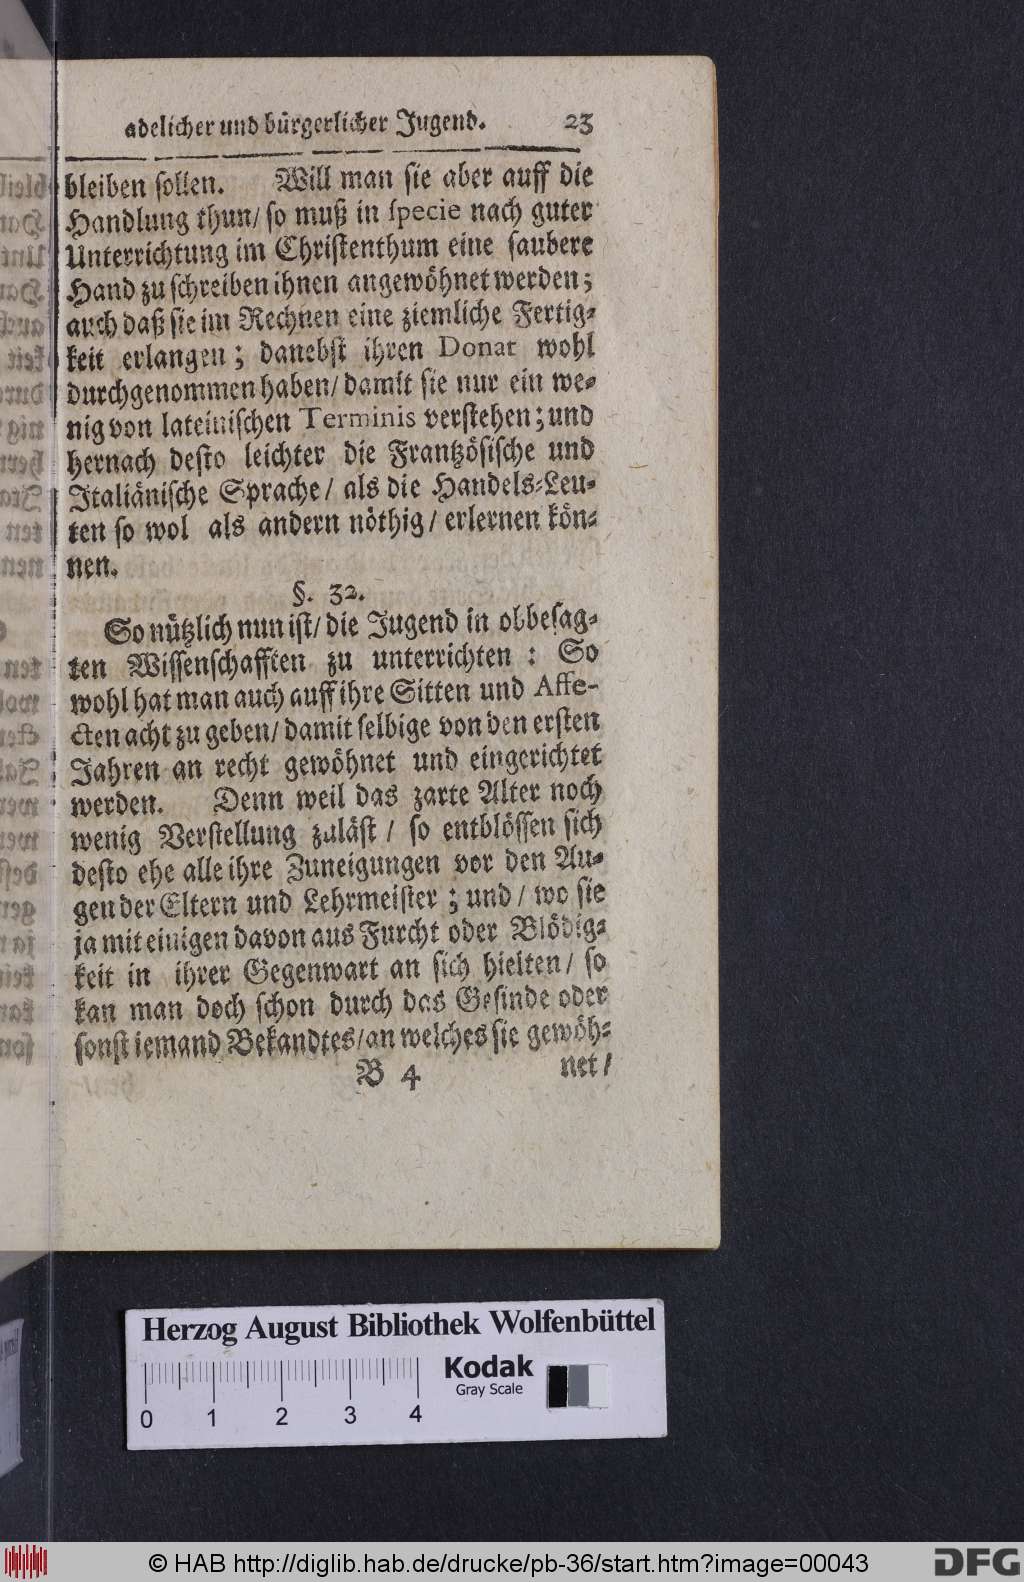 adelicher und bürgerlicher Jugend. 23
bleiben sollen. Will man sie aber auff die
Handlung thun/ so muß in specie nach guter
Unterrichtung im Christenthum eine saubere
Hand zu schreiben ihnen angewöhnet werden;
auch daß sie im Rechnen eine ziemliche Fertig-
keit erlangen; danebst ihren Donat wohl
durchgenommen haben/ damit sie nur ein we-
nig von lateinischen Terminis verstehen; und
hernach desto leichter die Frantzösische und
Italiänische Sprache/ als die Handels-Leu-
ten so wol als andern nöthig/ erlernen kön-
nen.
§. 32.
So nützlich nun ist/ die Jugend in obbesag-
ten Wissenschafften zu unterrichten: So
wohl hat man auch auff ihre Sitten und Affe-
cten acht zu geben/ damit selbige von den ersten
Jahren an recht gewöhnet und eingerichtet
werden. Denn weil das zarte Alter noch
wenig Verstellung zuläst/ so entblössen sich
desto ehe alle ihre Zuneigungen vor den Au-
gen der Eltern und Lehrmeister; und/ wo sie
ja mit einigen davon aus Furcht oder Blödig-
keit in ihrer Gegenwart an sich hielten/ so
kan man doch schon durch das Gesinde oder
sonst iemand Bekandtes/ an welches sie gewöh-
B 4 net/
Herzog August Bibliothek Wolfenbüttel
Kodak
Gray Scale
0 1 2 3 4
© HAB http://diglib.hab.de/drucke/pb-36/start.htm?image=00043
DFG